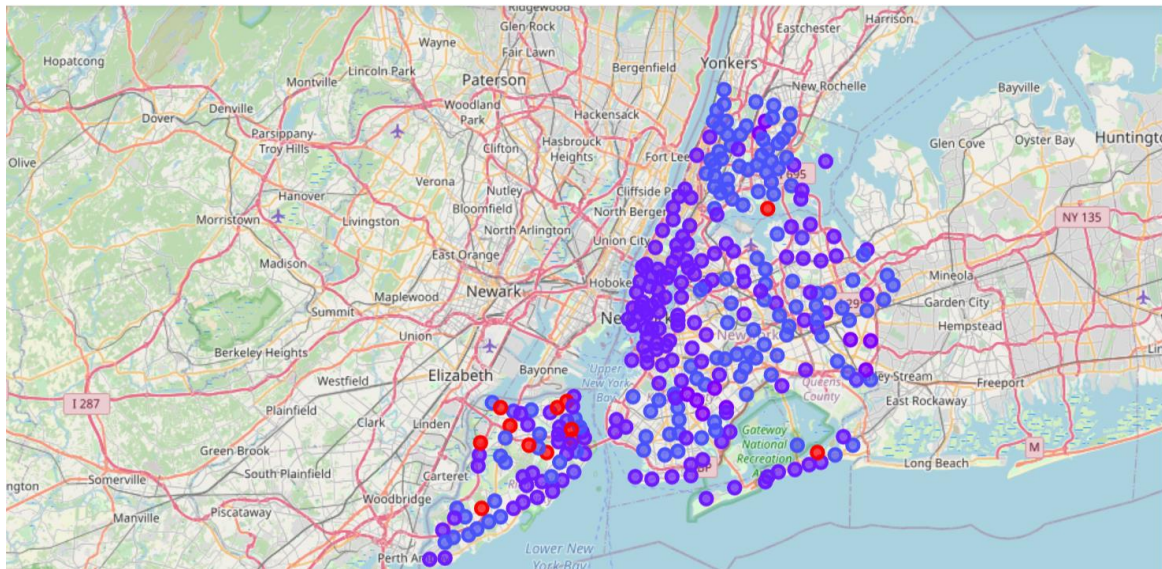 Ridgewood
Glen Rock
Harrison
Eastchester
Wayne
Fair Lawn
Hopatcong
Lincoln Park
Bergenfield
Yonkers
Montville
Paterson
New Rochelle
Bayville
Denville
Woodland
Park
Hackensack
Dover
Parsippany-
Troy Hills
Clifton
Hasbrouck
Heights
Glen Cove
Oyster Bay
Huntington
Olive
Fort Lee
Verona
Nutley
Cliffside
695
Hanover
Bloomfield
North Bergen
NY 135
Morristown
Livingston
North Arlington
Union City
Madison
East Orange
Mineola
Newark
Hoboken
Maplewood
Garden City
Summit
New
New York
Hempstead
Union
Berkeley Heights
Upper
New York
Bay
Elizabeth
Bayonne
Queens
County
Stream
Freeport
Westfield
East Rockaway
I 287
Plainfield
Clark
Linden
Gateway
National
Recreation
Green Brook
M
Long Beach
Somerville
South Plainfield
Carteret
Woodbridge
Manville
Piscataway
Perth
Lower New
York Bay